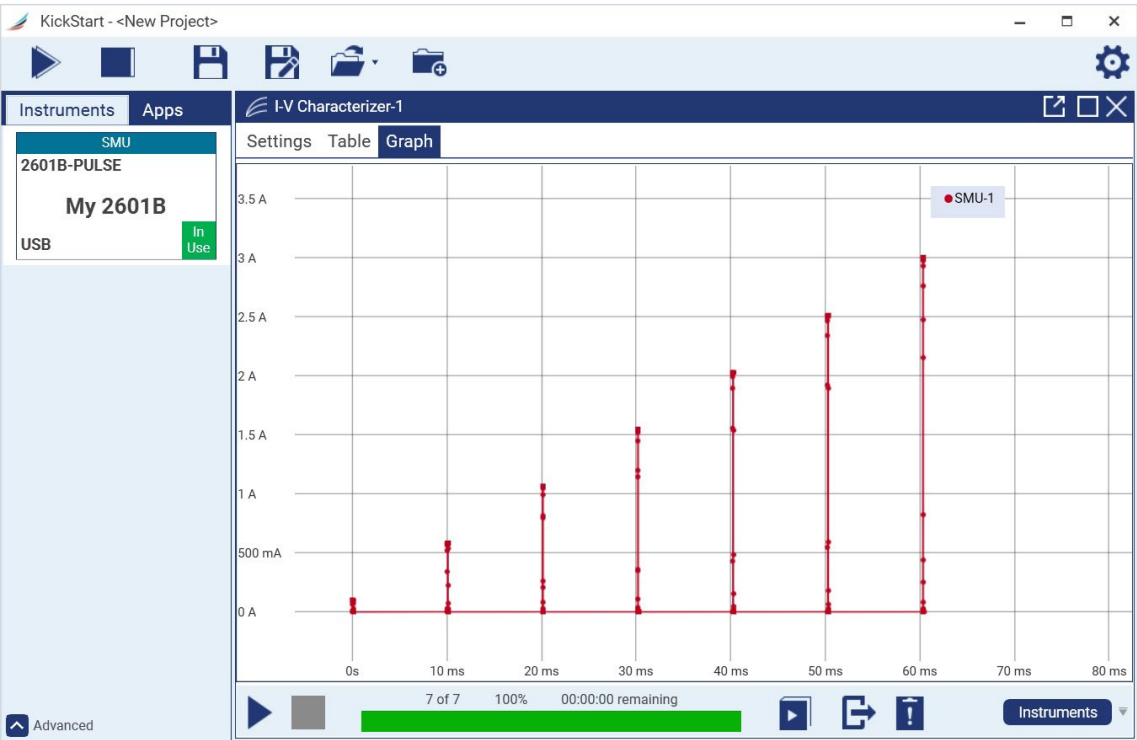 KickStart - <New Project>
Instruments Apps
SMU
2601B-PULSE
My 2601B
USB
In
Use
Advanced
I-V Characterizer-1
Settings Table Graph
SMU-1
3.5 A
3 A
2.5 A
2 A
1.5 A
1 A
500 mA
0 A
0s 10 ms 20 ms 30 ms 40 ms 50 ms 60 ms 70 ms 80 ms
7 of 7 100% 00:00:00 remaining
Instruments